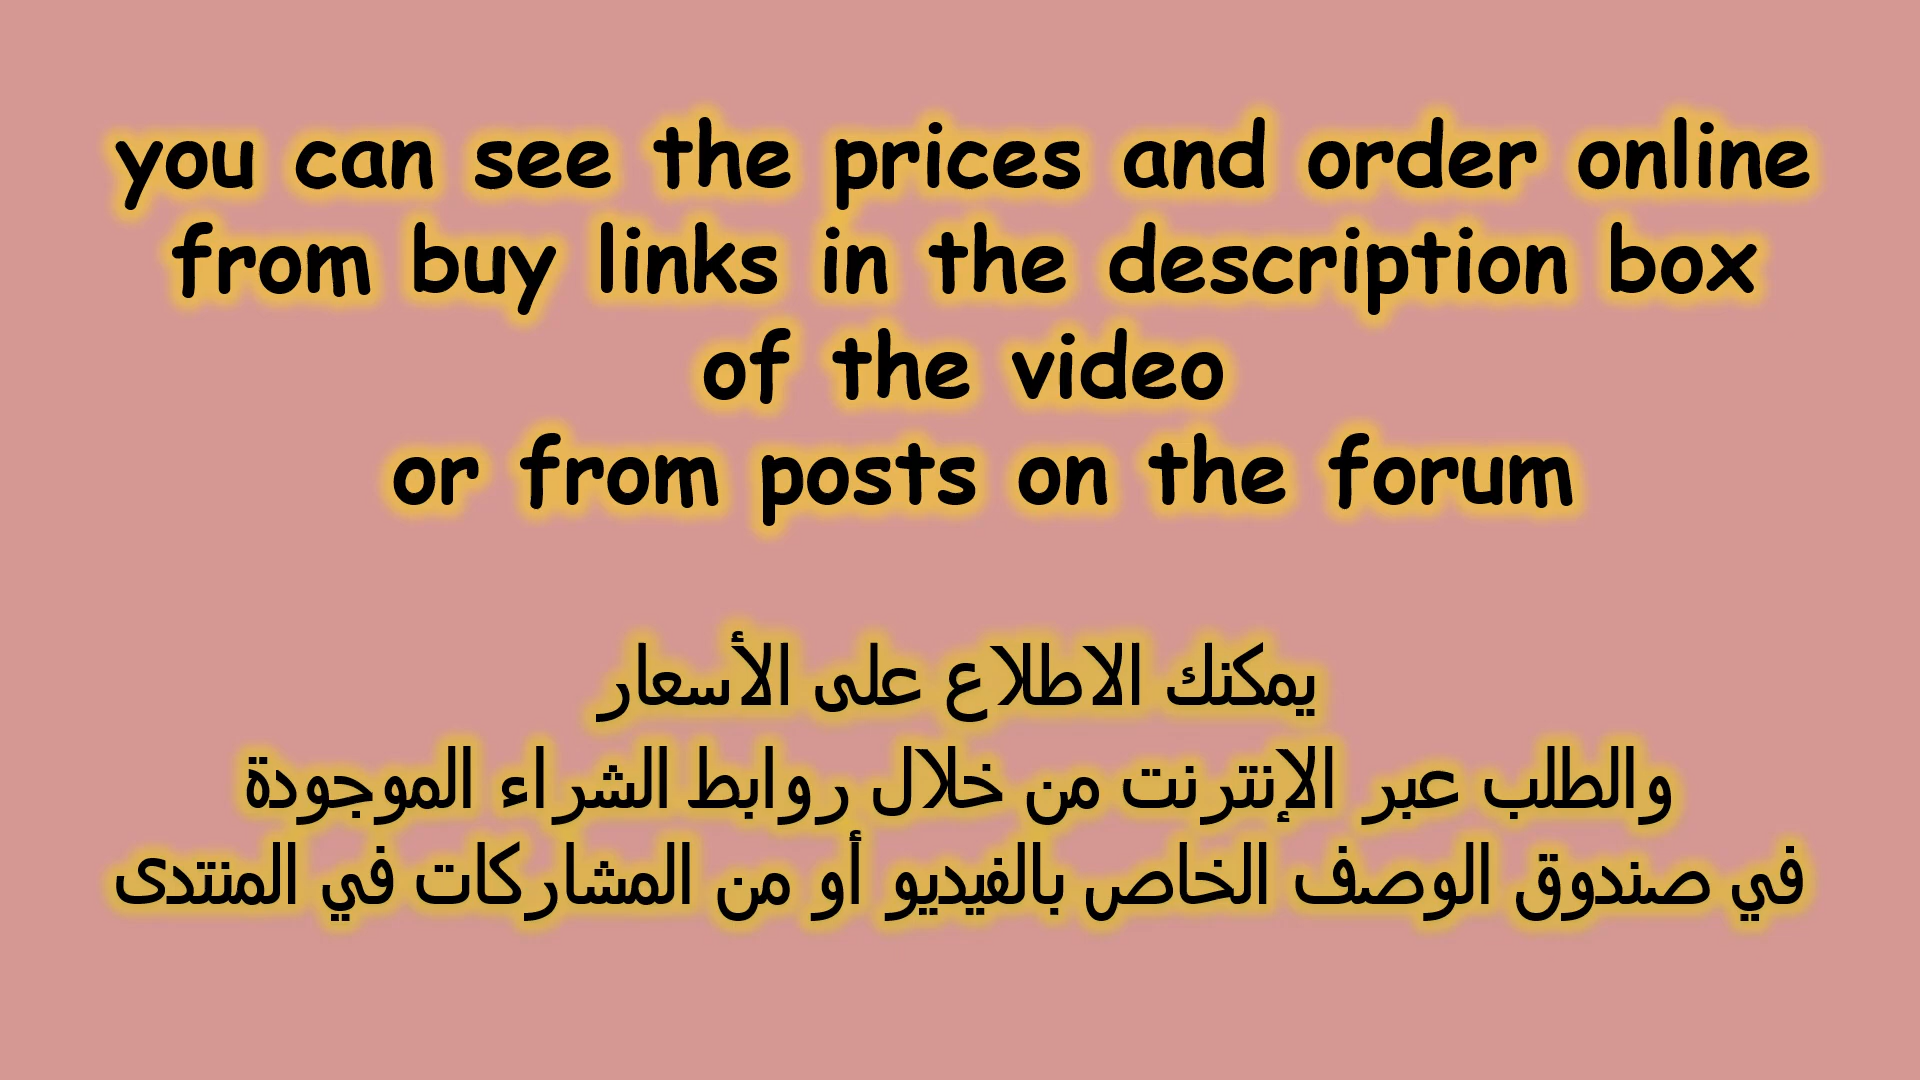 you can see the prices and order online
from buy links in the description box
of the video
or from posts on the forum
يمكنك الاطلاع على الأسعار
والطلب عبر الإنترنت من خلال روابط الشراء الموجودة
في صندوق الوصف الخاص بالفيديو أو من المشاركات في المنتدى